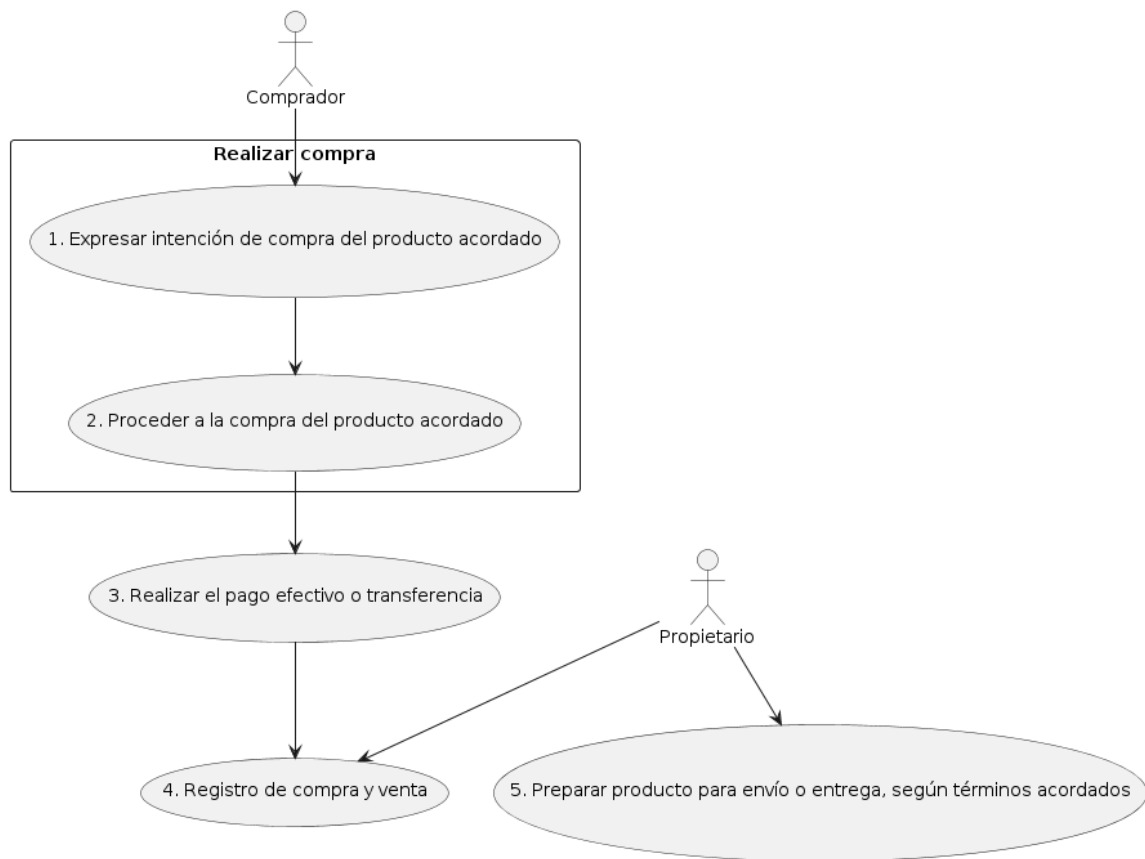 Comprador
Realizar compra
1. Expresar intención de compra del producto acordado
2. Proceder a la compra del producto acordado
3. Realizar el pago efectivo o transferencia
Propietario
4. Registro de compra y venta
5. Preparar producto para envío o entrega, según términos acordados